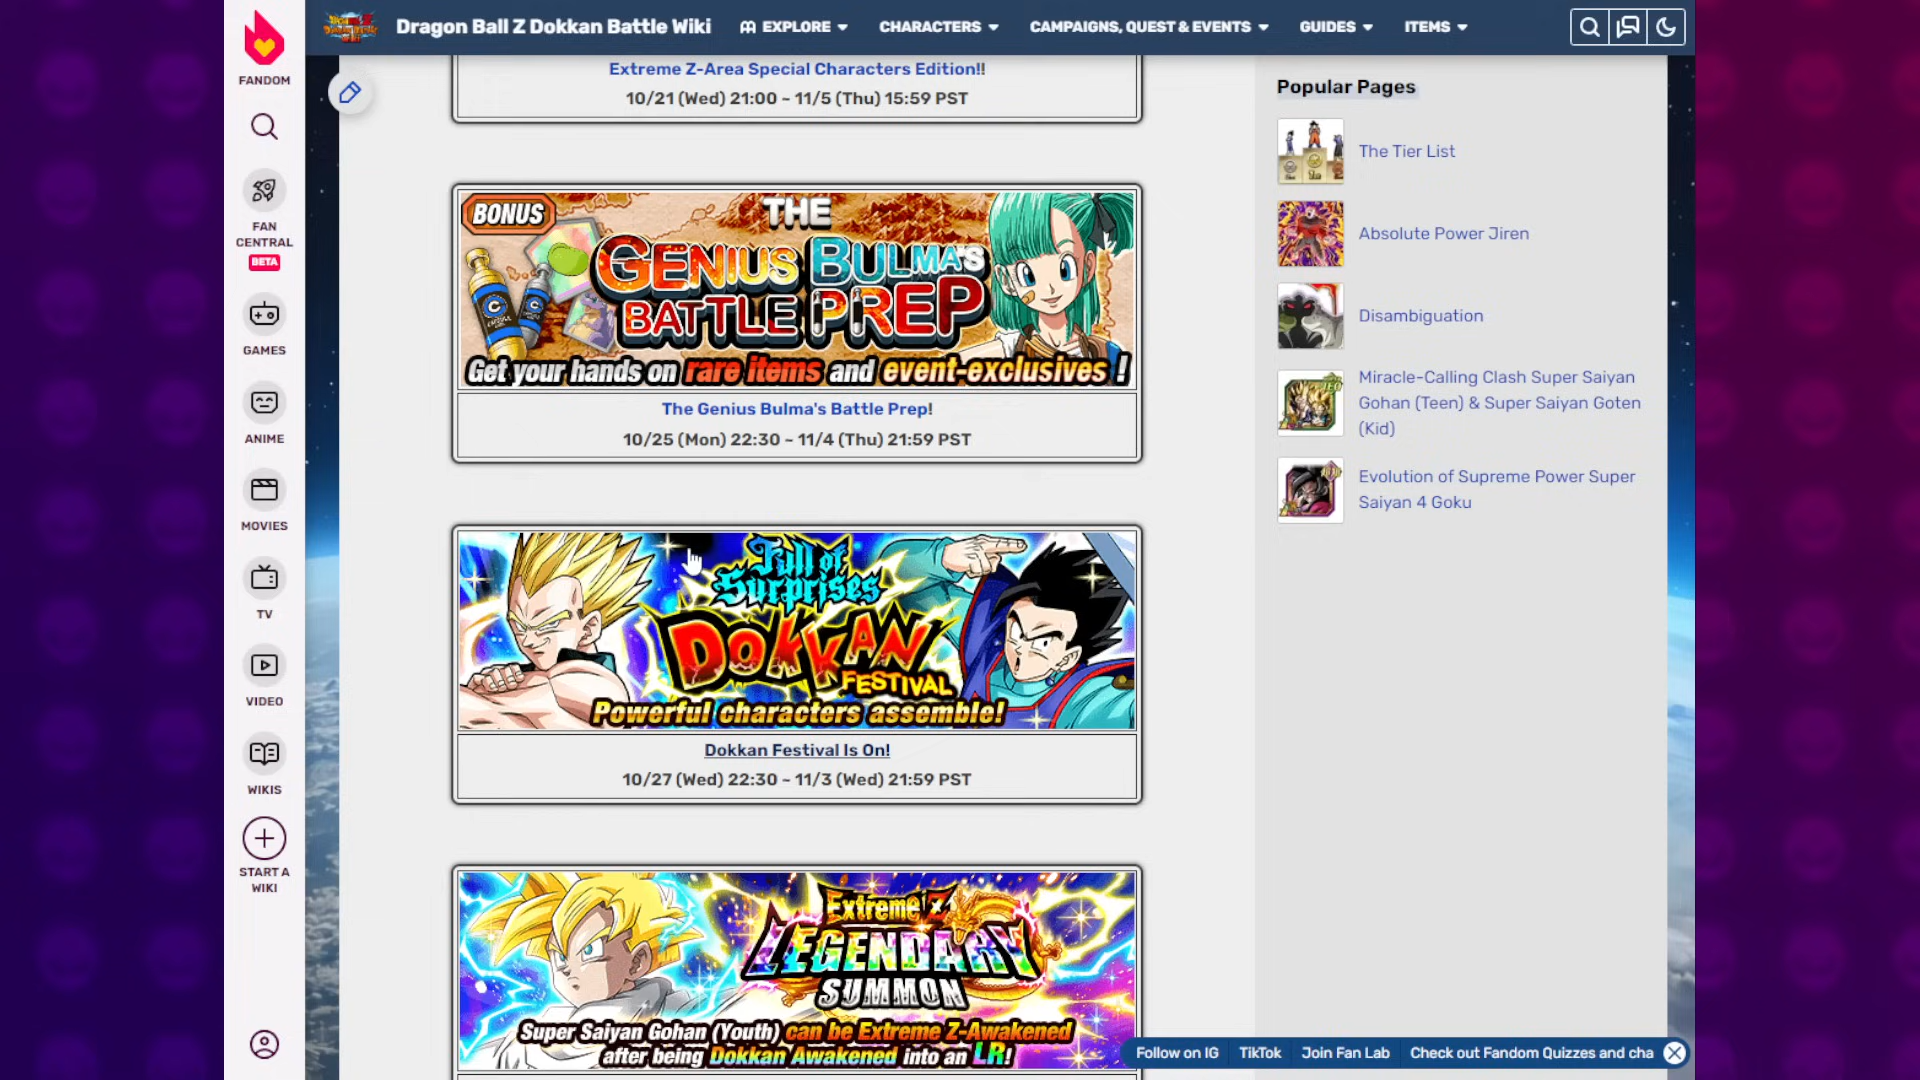 Dragon Ball Z Dokkan Battle Wiki
EXPLORE
CHARACTERS
CAMPAIGNS, QUEST & EVENTS
GUIDES
ITEMS
FANDOM
FAN
CENTRAL
BETA
GAMES
ANIME
MOVIES
TV
VIDEO
WIKIS
START A
WIKI
Extreme Z-Area Special Characters Edition!!
10/21 (Wed) 21:00 ~ 11/5 (Thu) 15:59 PST
BONUS
THE
GENIUS BULMA'S
BATTLE PREP
Get your hands on rare items and event-exclusives !
The Genius Bulma's Battle Prep!
10/25 (Mon) 22:30 ~ 11/4 (Thu) 21:59 PST
Full of
Surprises
DOKKAN
FESTIVAL
Powerful characters assemble!
Dokkan Festival Is On!
10/27 (Wed) 22:30 ~ 11/3 (Wed) 21:59 PST
Extreme Z
LEGENDARY
SUMMON
Super Saiyan Gohan (Youth) can be Extreme Z-Awakened
after being Dokkan Awakened into an LR!
Popular Pages
The Tier List
Absolute Power Jiren
Disambiguation
Miracle-Calling Clash Super Saiyan
Gohan (Teen) & Super Saiyan Goten
(Kid)
Evolution of Supreme Power Super
Saiyan 4 Goku
Follow on IG
TikTok
Join Fan Lab
Check out Fandom Quizzes and cha